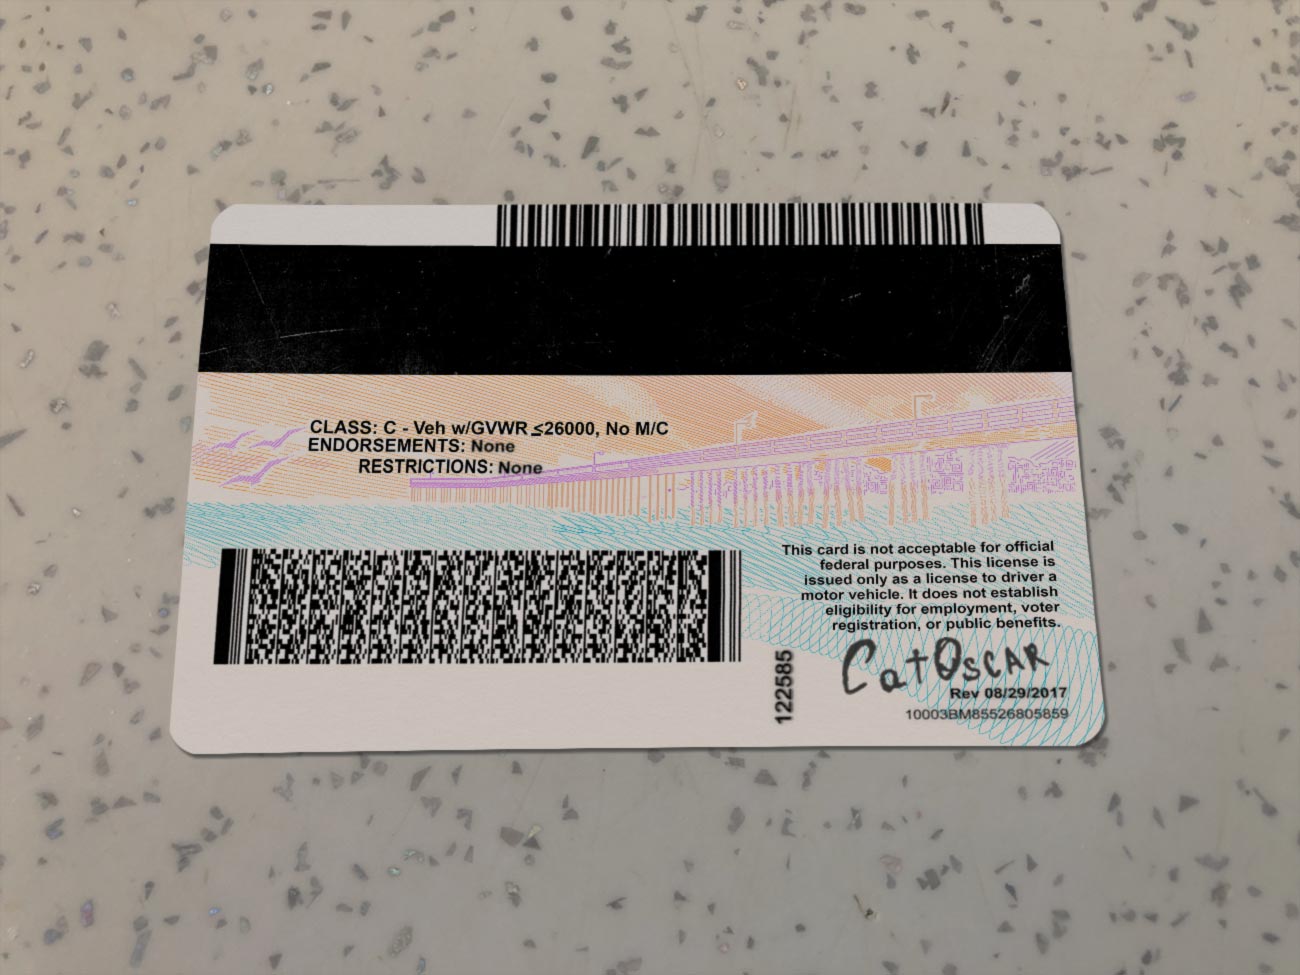 CLASS: C - Veh w/GVWR ≤26000, No M/C
ENDORSEMENTS: None
RESTRICTIONS: None
This card is not acceptable for official
federal purposes. This license is
issued only as a license to driver a
motor vehicle. It does not establish
eligibility for employment, voter
registration, or public benefits.
CatOscar
Rev 08/29/2017
10003BM85526805859
122585